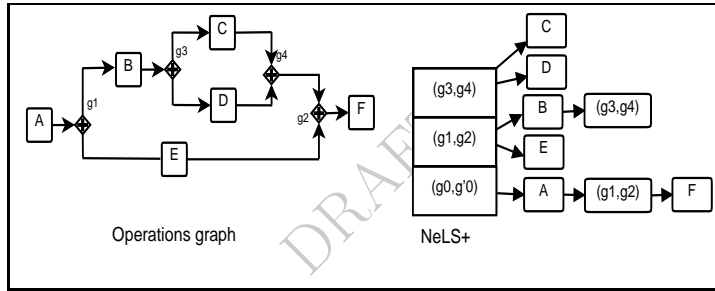 C
B
g3
g4
D
A
g1
g2
F
E
Operations graph
C
D
(g3,g4)
B
(g3,g4)
(g1,g2)
E
(g0,g'0)
A
(g1,g2)
F
NeLS+
DRAFT